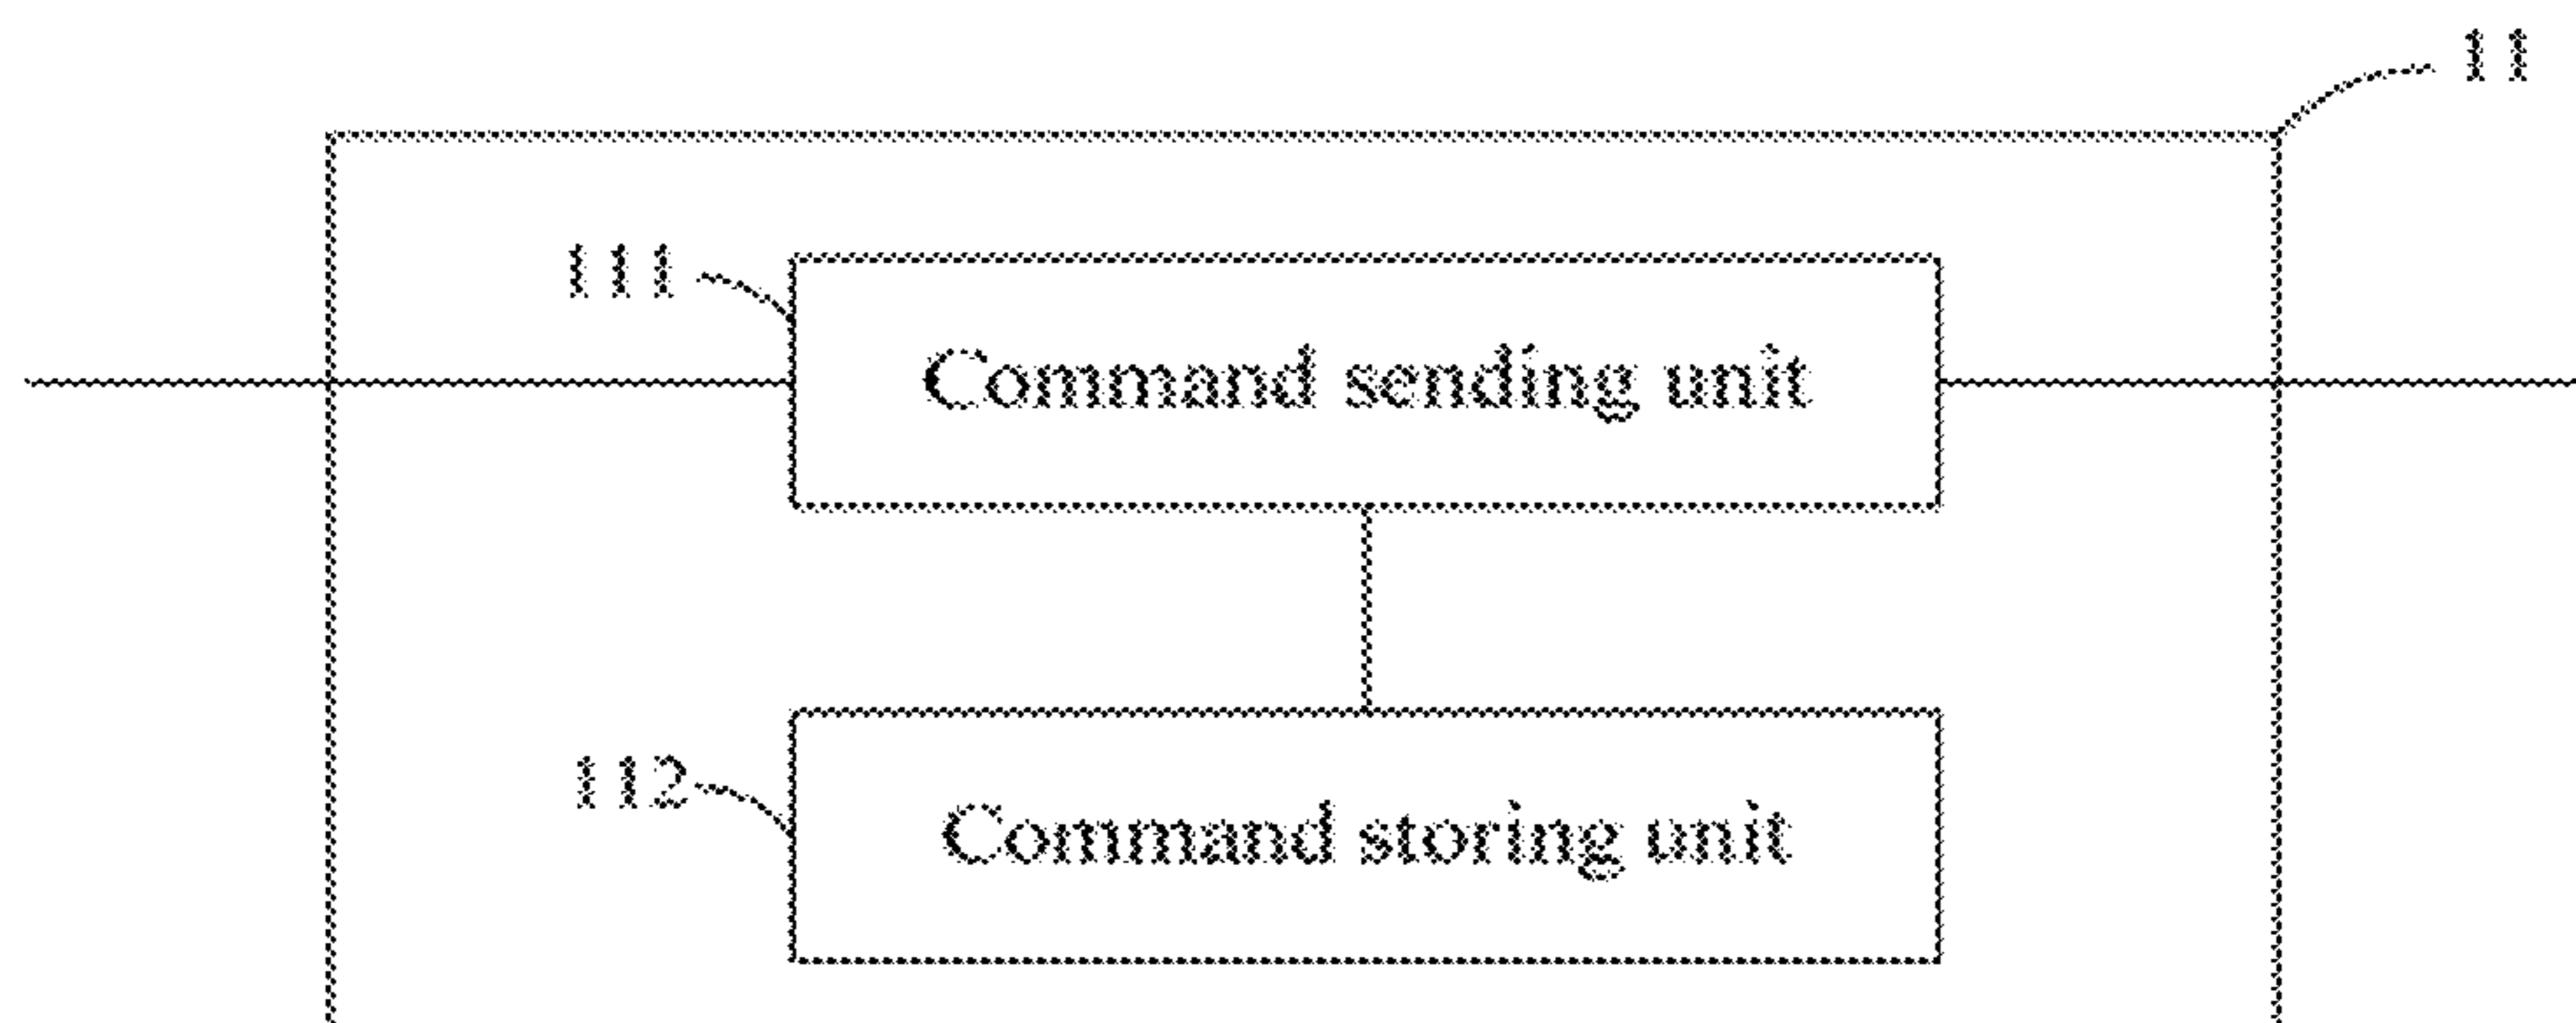 11
111
Command sending unit
112
Command storing unit